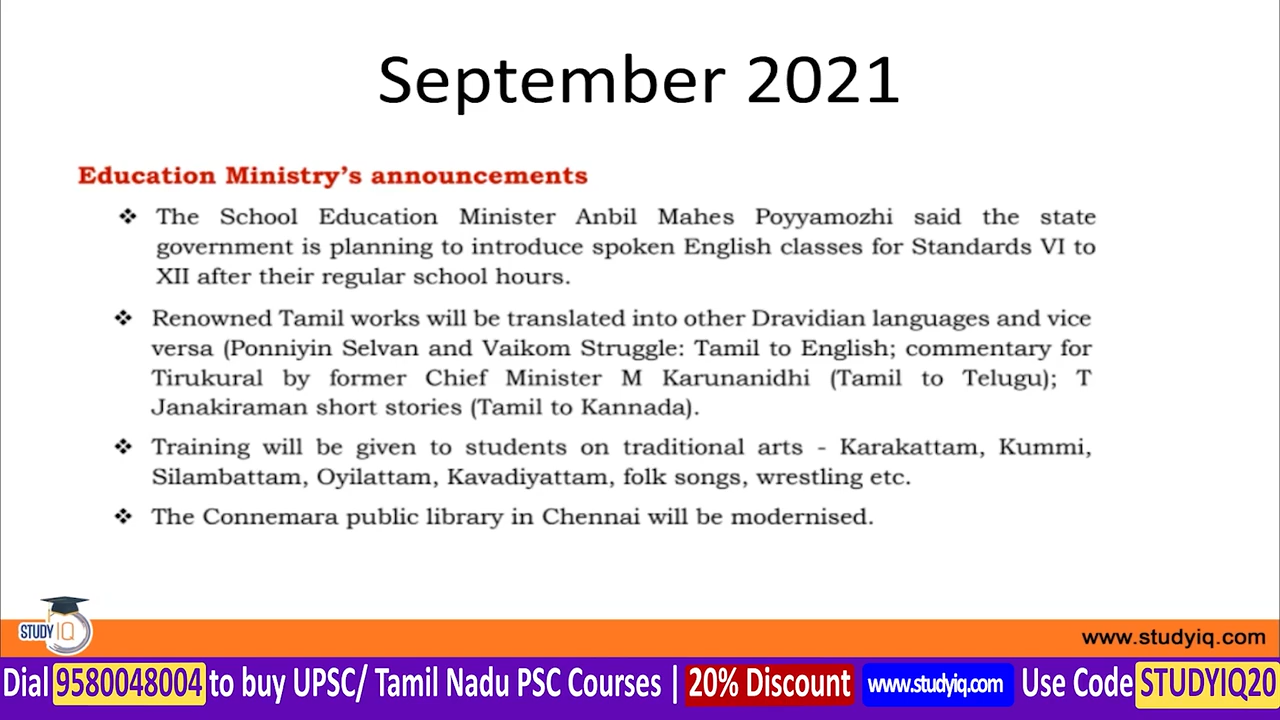 September 2021
Education Ministry’s announcements
❖ The School Education Minister Anbil Mahes Poyyamozhi said the state
government is planning to introduce spoken English classes for Standards VI to
XII after their regular school hours.
❖ Renowned Tamil works will be translated into other Dravidian languages and vice
versa (Ponniyin Selvan and Vaikom Struggle: Tamil to English; commentary for
Tirukural by former Chief Minister M Karunanidhi (Tamil to Telugu); T
Janakiraman short stories (Tamil to Kannada).
❖ Training will be given to students on traditional arts - Karakattam, Kummi,
Silambattam, Oyilattam, Kavadiyattam, folk songs, wrestling etc.
❖ The Connemara public library in Chennai will be modernised.
STUDY IQ
www.studyiq.com
Dial 9580048004 to buy UPSC/ Tamil Nadu PSC Courses | 20% Discount www.studyiq.com Use Code STUDYIQ20